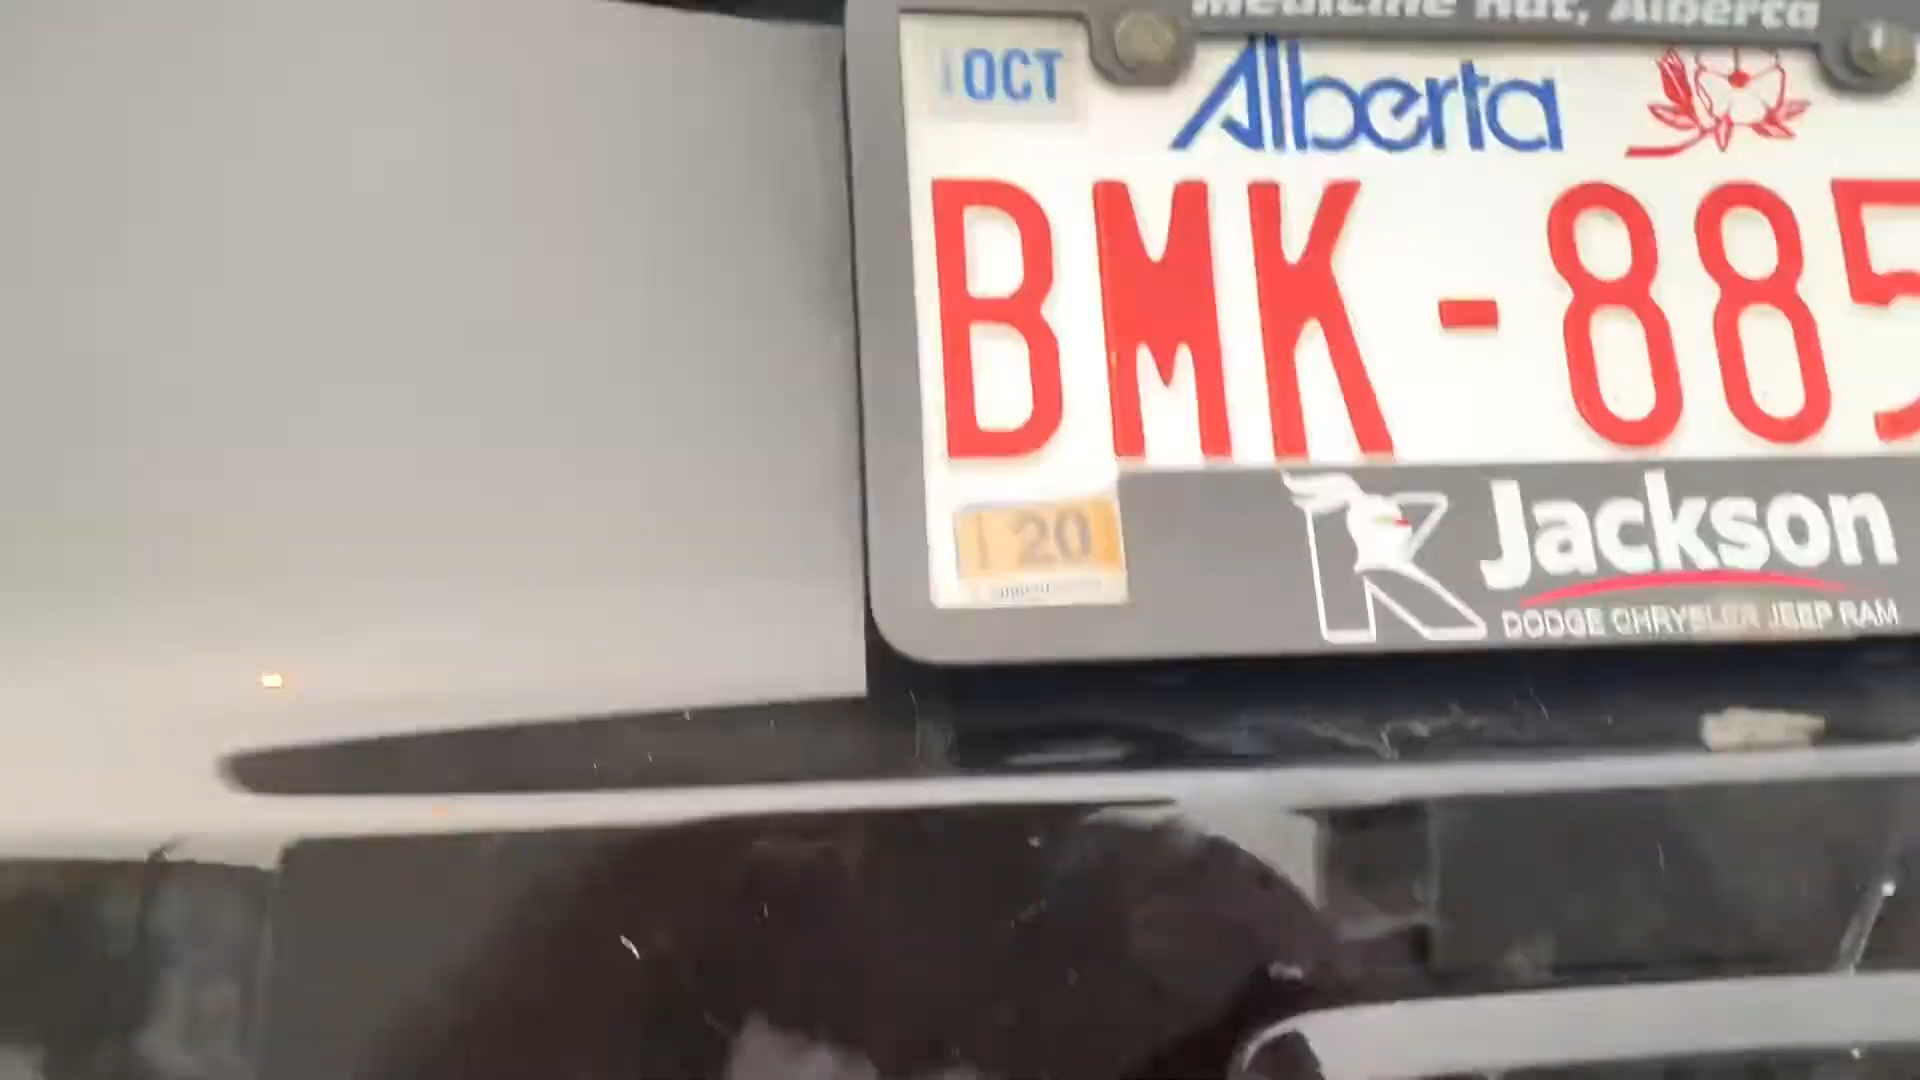 Medicine Hat, Alberta
OCT
Alberta
BMK-885
20
Jackson
DODGE CHRYSLER JEEP RAM